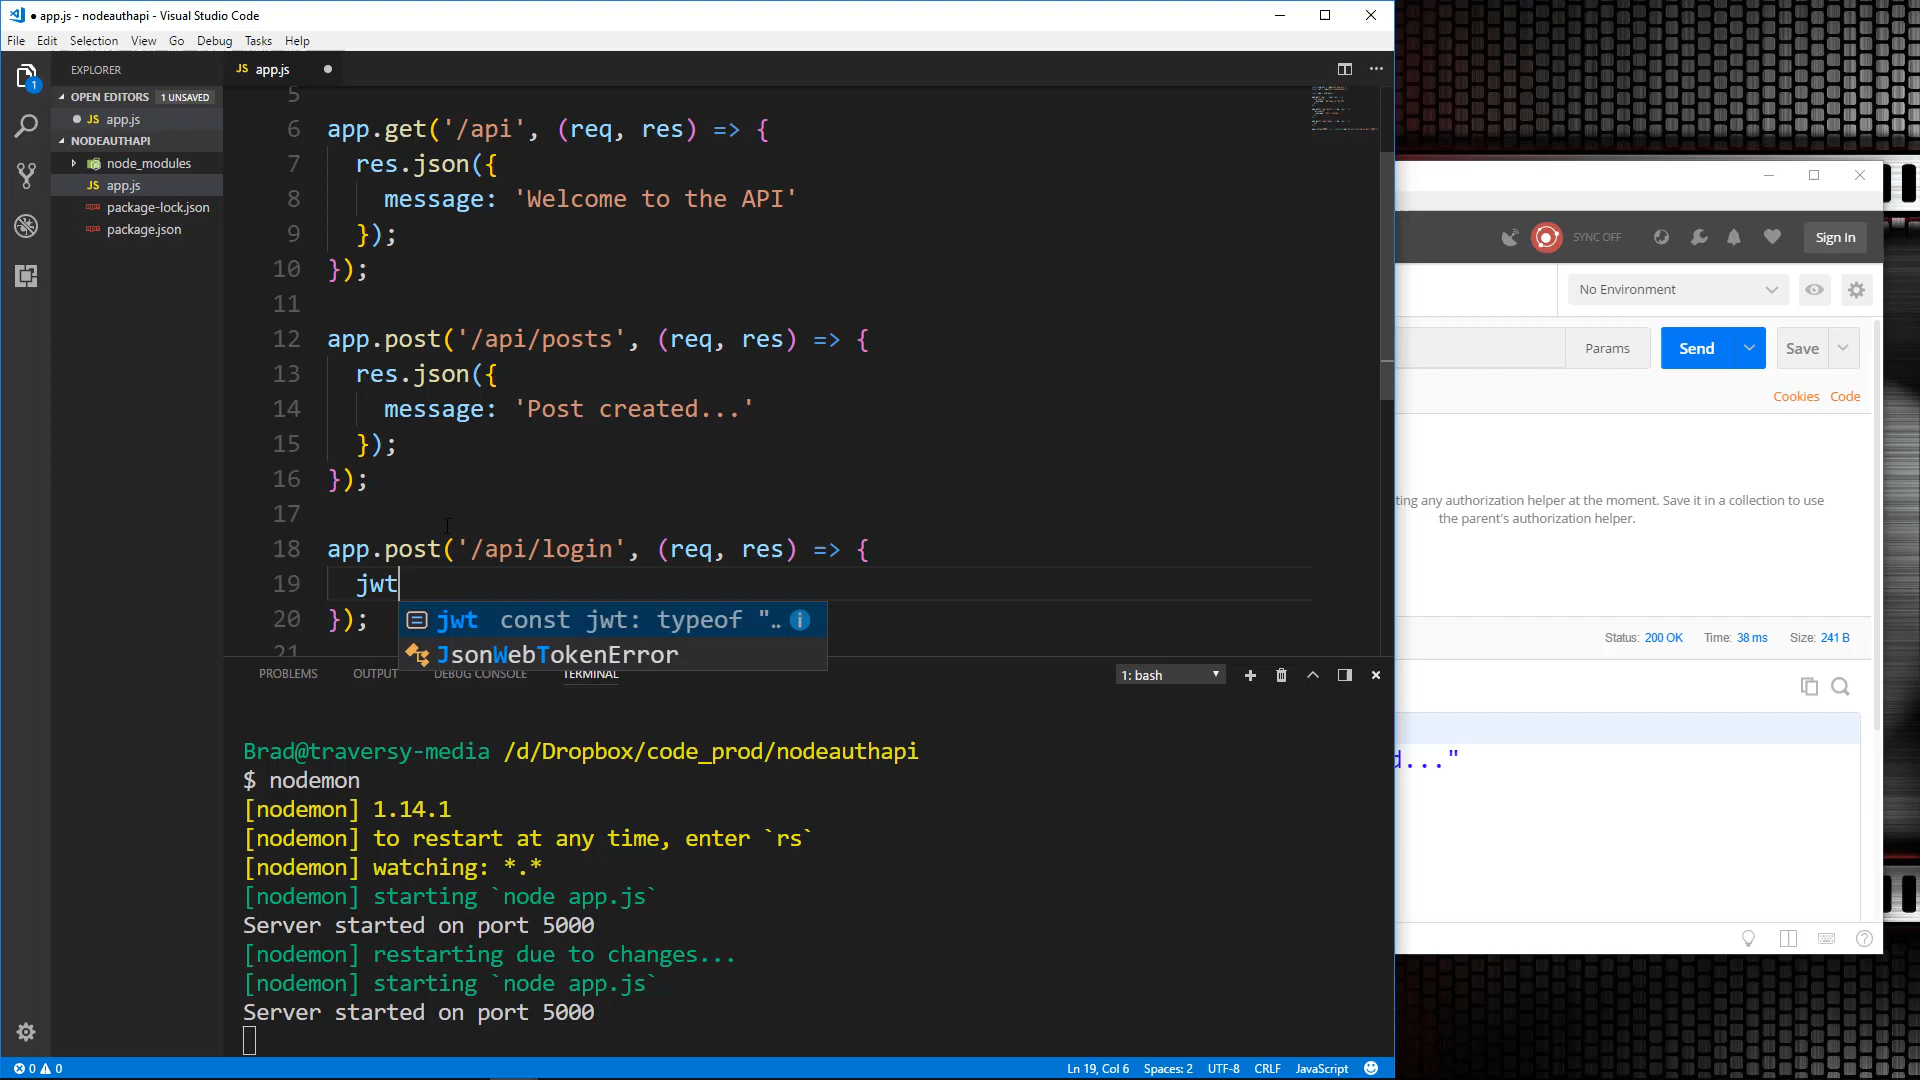 app.js - nodeauthapi - Visual Studio Code
File Edit Selection View Go Debug Tasks Help
EXPLORER
JS app.js
OPEN EDITORS 1 UNSAVED
JS app.js
NODEAUTHAPI
node_modules
JS app.js
package-lock.json
package.json
1
5
6 app.get('/api', (req, res) => {
7 res.json({
8 message: 'Welcome to the API'
9 });
10 });
11
12 app.post('/api/posts', (req, res) => {
13 res.json({
14 message: 'Post created...'
15 });
16 });
17
18 app.post('/api/login', (req, res) => {
19 jwt
20 });
21
jwt const jwt: typeof "…
JsonWebTokenError
PROBLEMS OUTPUT DEBUG CONSOLE TERMINAL 1: bash
Brad@traversy-media /d/Dropbox/code_prod/nodeauthapi
$ nodemon
[nodemon] 1.14.1
[nodemon] to restart at any time, enter `rs`
[nodemon] watching: *.*
[nodemon] starting `node app.js`
Server started on port 5000
[nodemon] restarting due to changes...
[nodemon] starting `node app.js`
Server started on port 5000
0 0 Ln 19, Col 6 Spaces: 2 UTF-8 CRLF JavaScript
SYNC OFF Sign In
No Environment
Params Send Save
Cookies Code
ting any authorization helper at the moment. Save it in a collection to use
the parent's authorization helper.
Status: 200 OK Time: 38 ms Size: 241 B
d..."